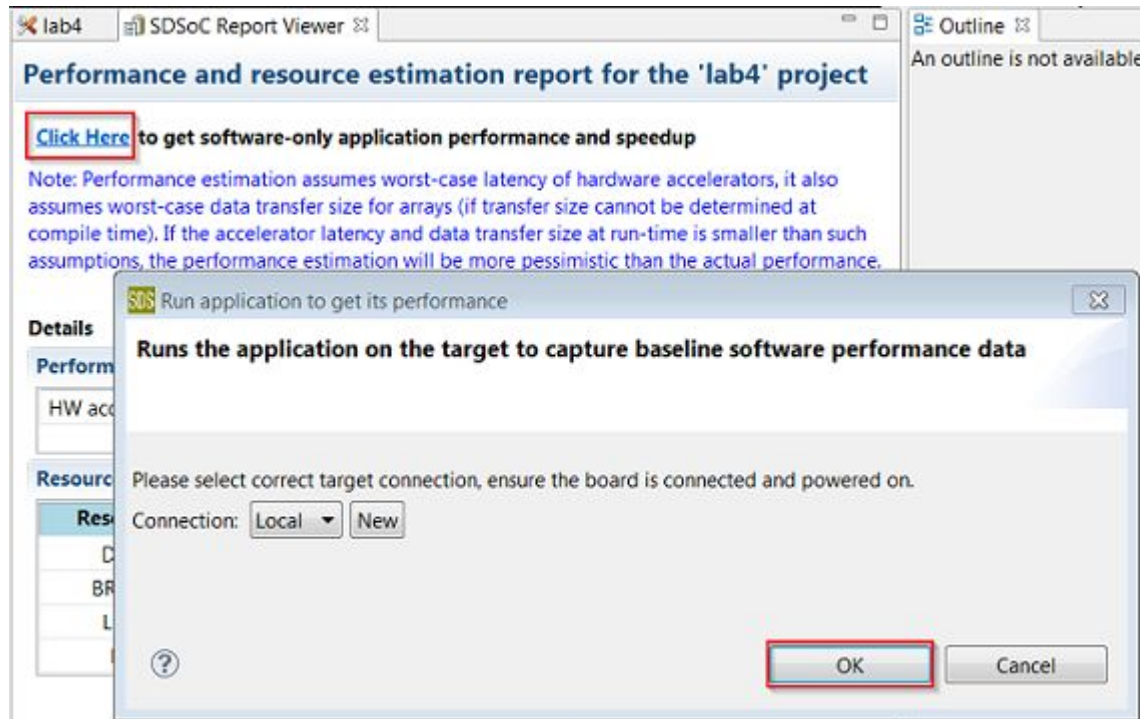 lab4
SDSoC Report Viewer
Outline
Performance and resource estimation report for the 'lab4' project
An outline is not available
Click Here to get software-only application performance and speedup
Note: Performance estimation assumes worst-case latency of hardware accelerators, it also
assumes worst-case data transfer size for arrays (if transfer size cannot be determined at
compile time). If the accelerator latency and data transfer size at run-time is smaller than such
assumptions, the performance estimation will be more pessimistic than the actual performance.
Details
Perform
HW acc
Resourc
Res
D
BR
L
SDS Run application to get its performance
Runs the application on the target to capture baseline software performance data
Please select correct target connection, ensure the board is connected and powered on.
Connection: Local New
?
OK Cancel